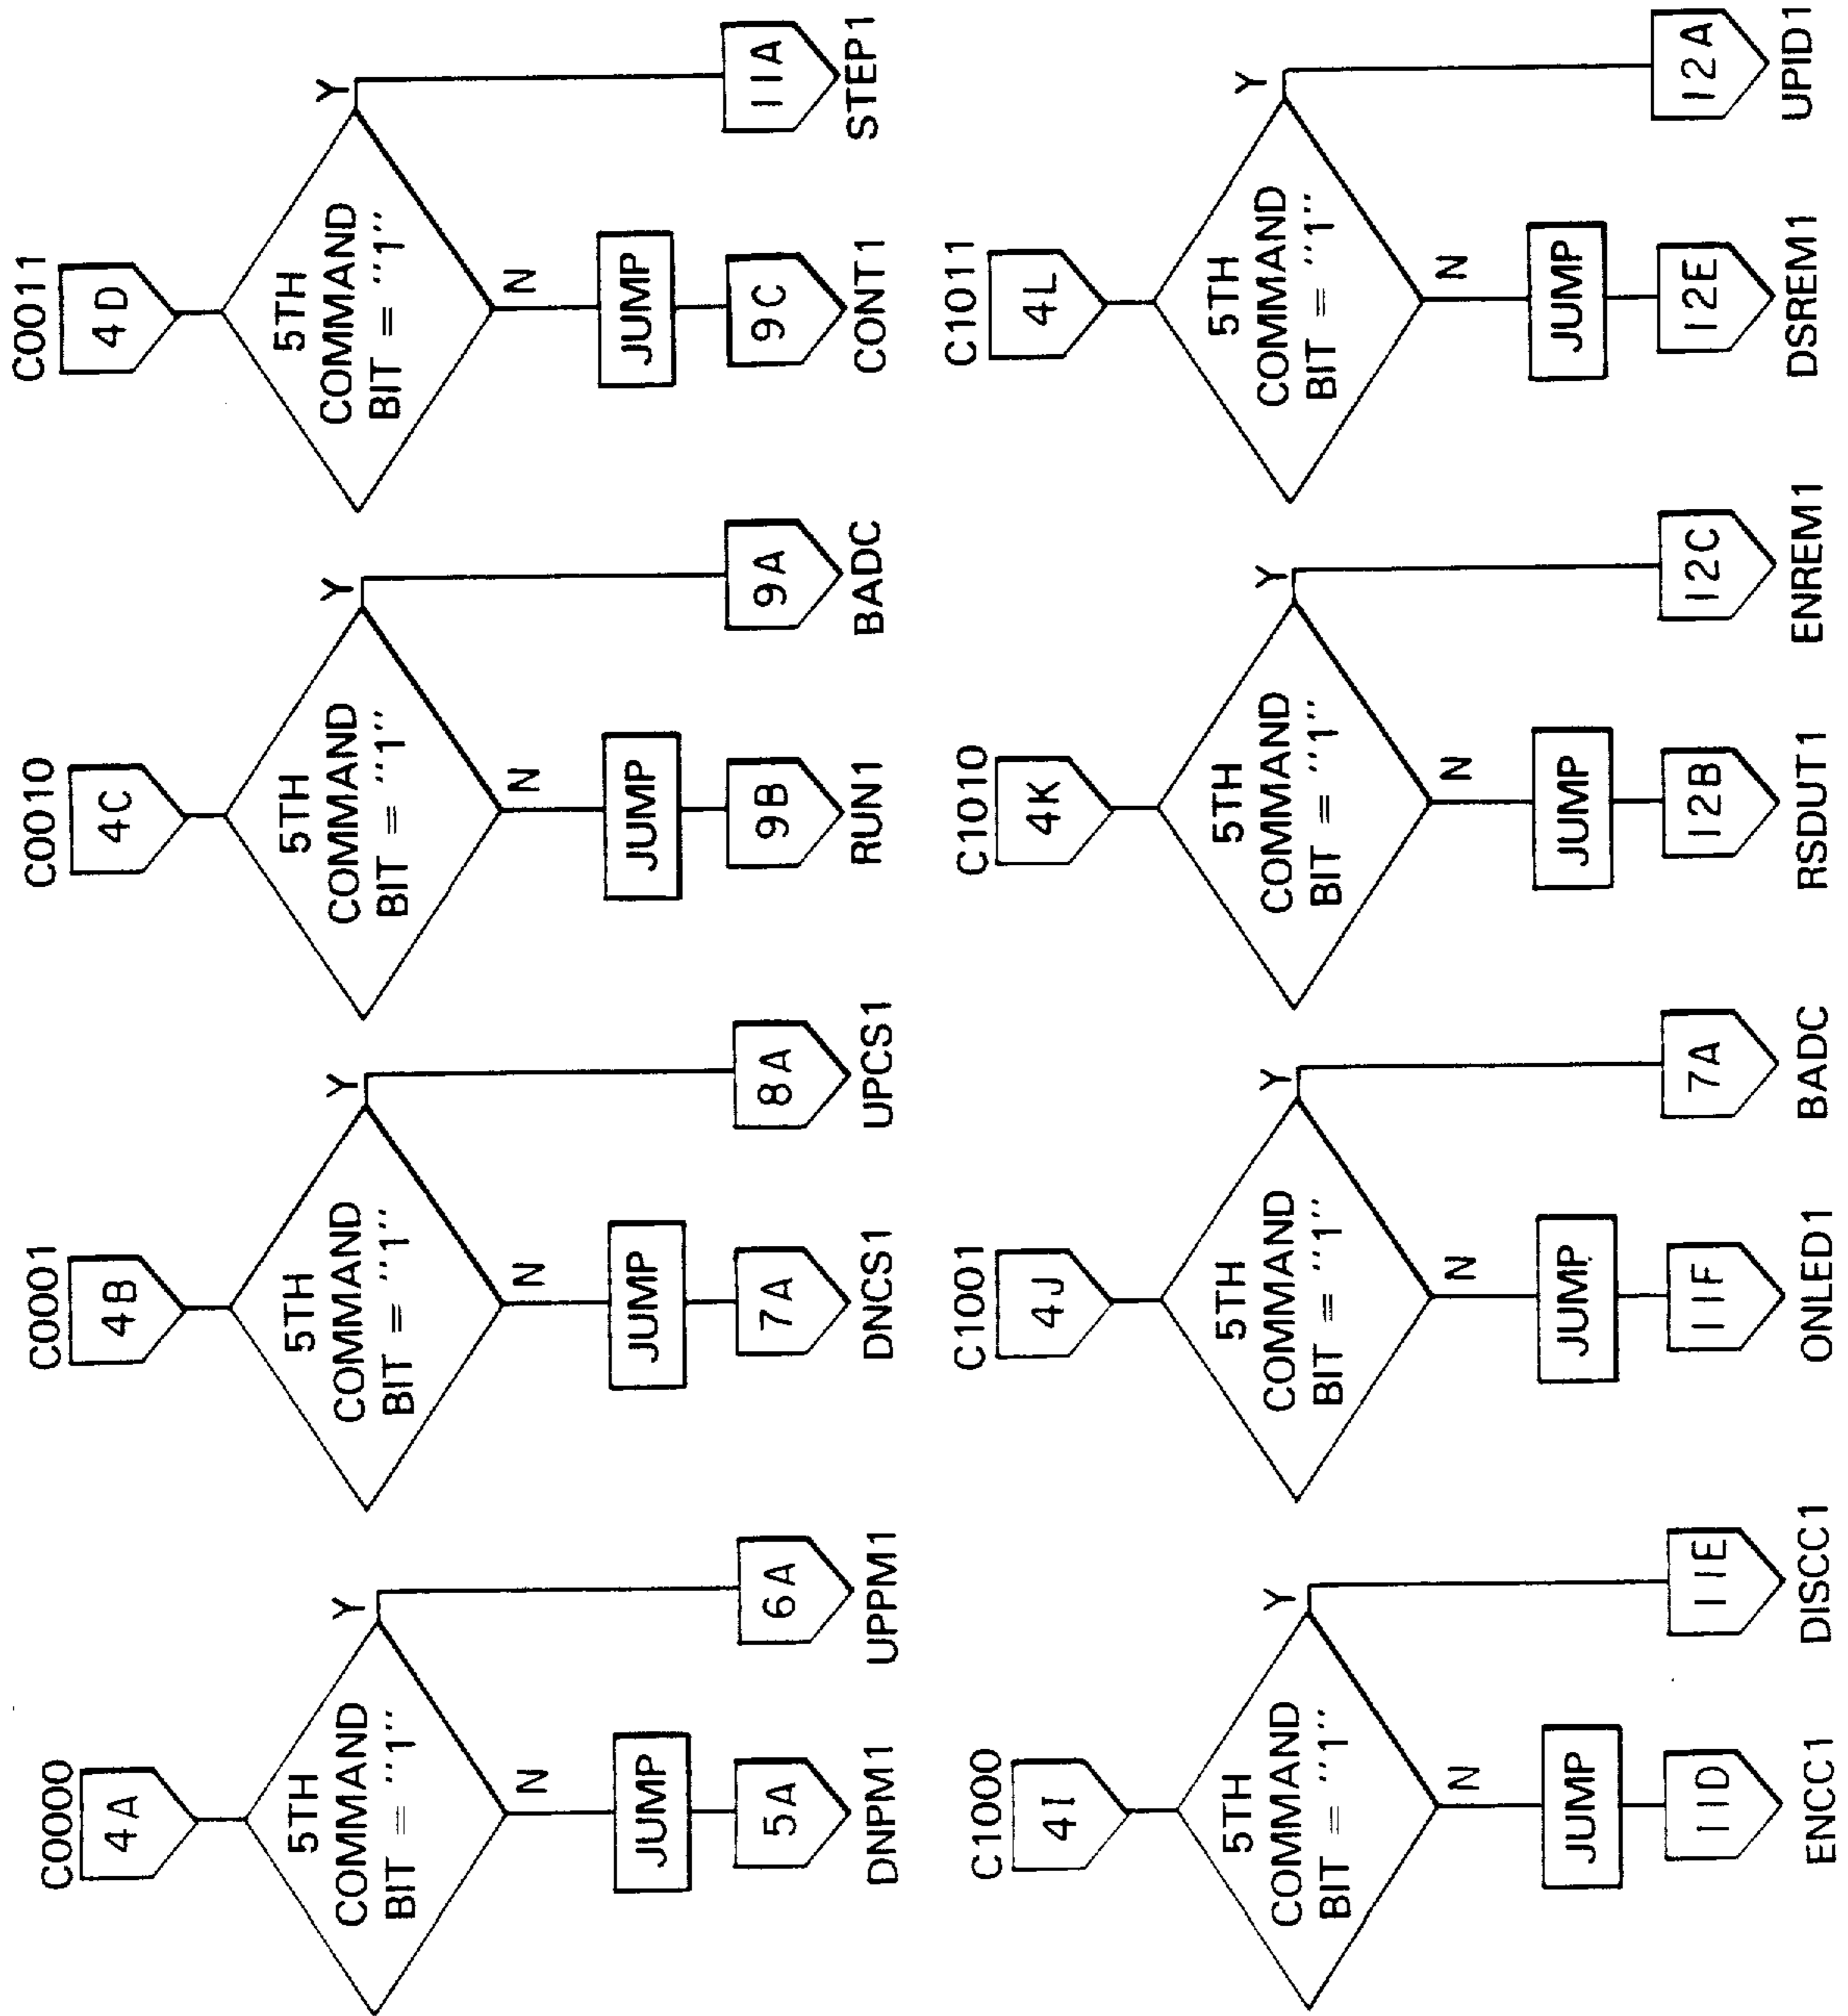 C0000
4A
5TH
COMMAND
BIT = "1"
Y
N
JUMP
5A
DNPM1
6A
UPPM1
C0001
4B
5TH
COMMAND
BIT = "1"
Y
N
JUMP
7A
DNCS1
8A
UPCS1
C0010
4C
5TH
COMMAND
BIT = "1"
Y
N
JUMP
9B
RUN1
9A
BADC
C0011
4D
5TH
COMMAND
BIT = "1"
Y
N
JUMP
9C
CONT1
11A
STEP1
C1000
4I
5TH
COMMAND
BIT = "1"
Y
N
JUMP
11D
ENCC1
11E
DISCC1
C1001
4J
5TH
COMMAND
BIT = "1"
Y
N
JUMP
11F
ONLED1
7A
BADC
C1010
4K
5TH
COMMAND
BIT = "1"
Y
N
JUMP
12B
RSDUT1
12C
ENREM1
C1011
4L
5TH
COMMAND
BIT = "1"
Y
N
JUMP
12E
DSREM1
12A
UPID1